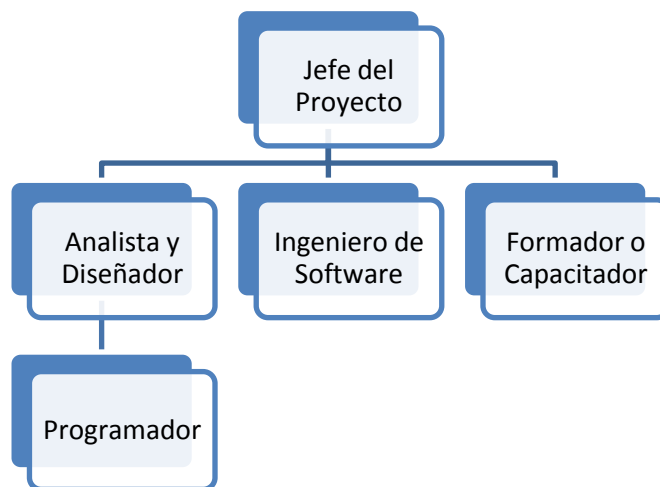 Jefe del
Proyecto
Analista y
Diseñador
Ingeniero de
Software
Formador o
Capacitador
Programador